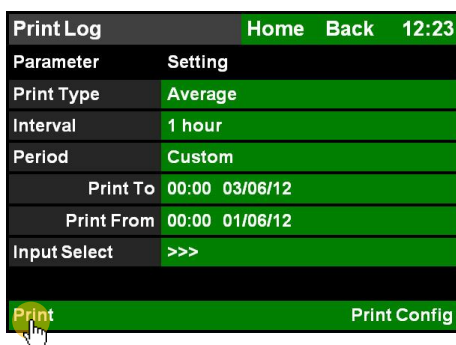 Print Log Home Back 12:23
Parameter Setting
Print Type Average
Interval 1 hour
Period Custom
Print To 00:00 03/06/12
Print From 00:00 01/06/12
Input Select >>>
Print Print Config